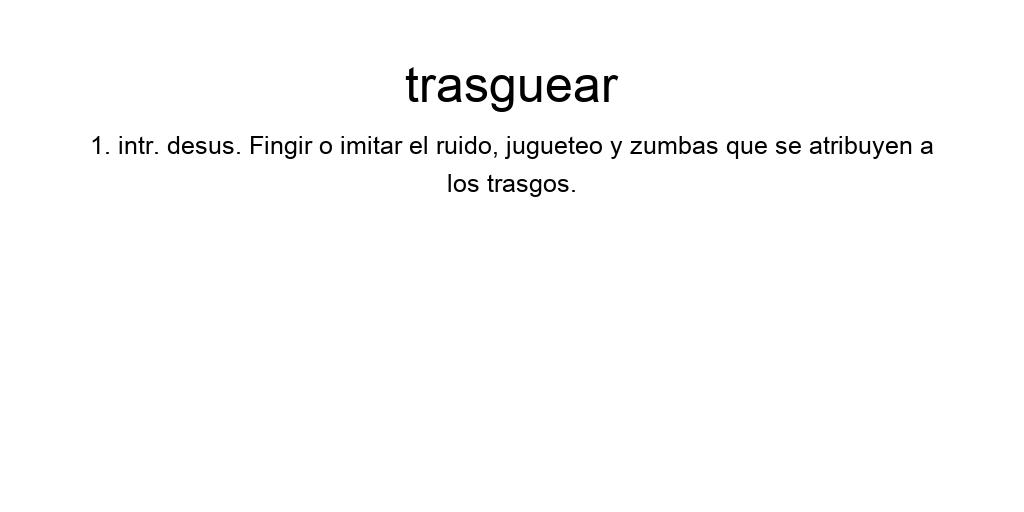 trasguear
1. intr. desus. Fingir o imitar el ruido, jugueteo y zumbas que se atribuyen a
los trasgos.